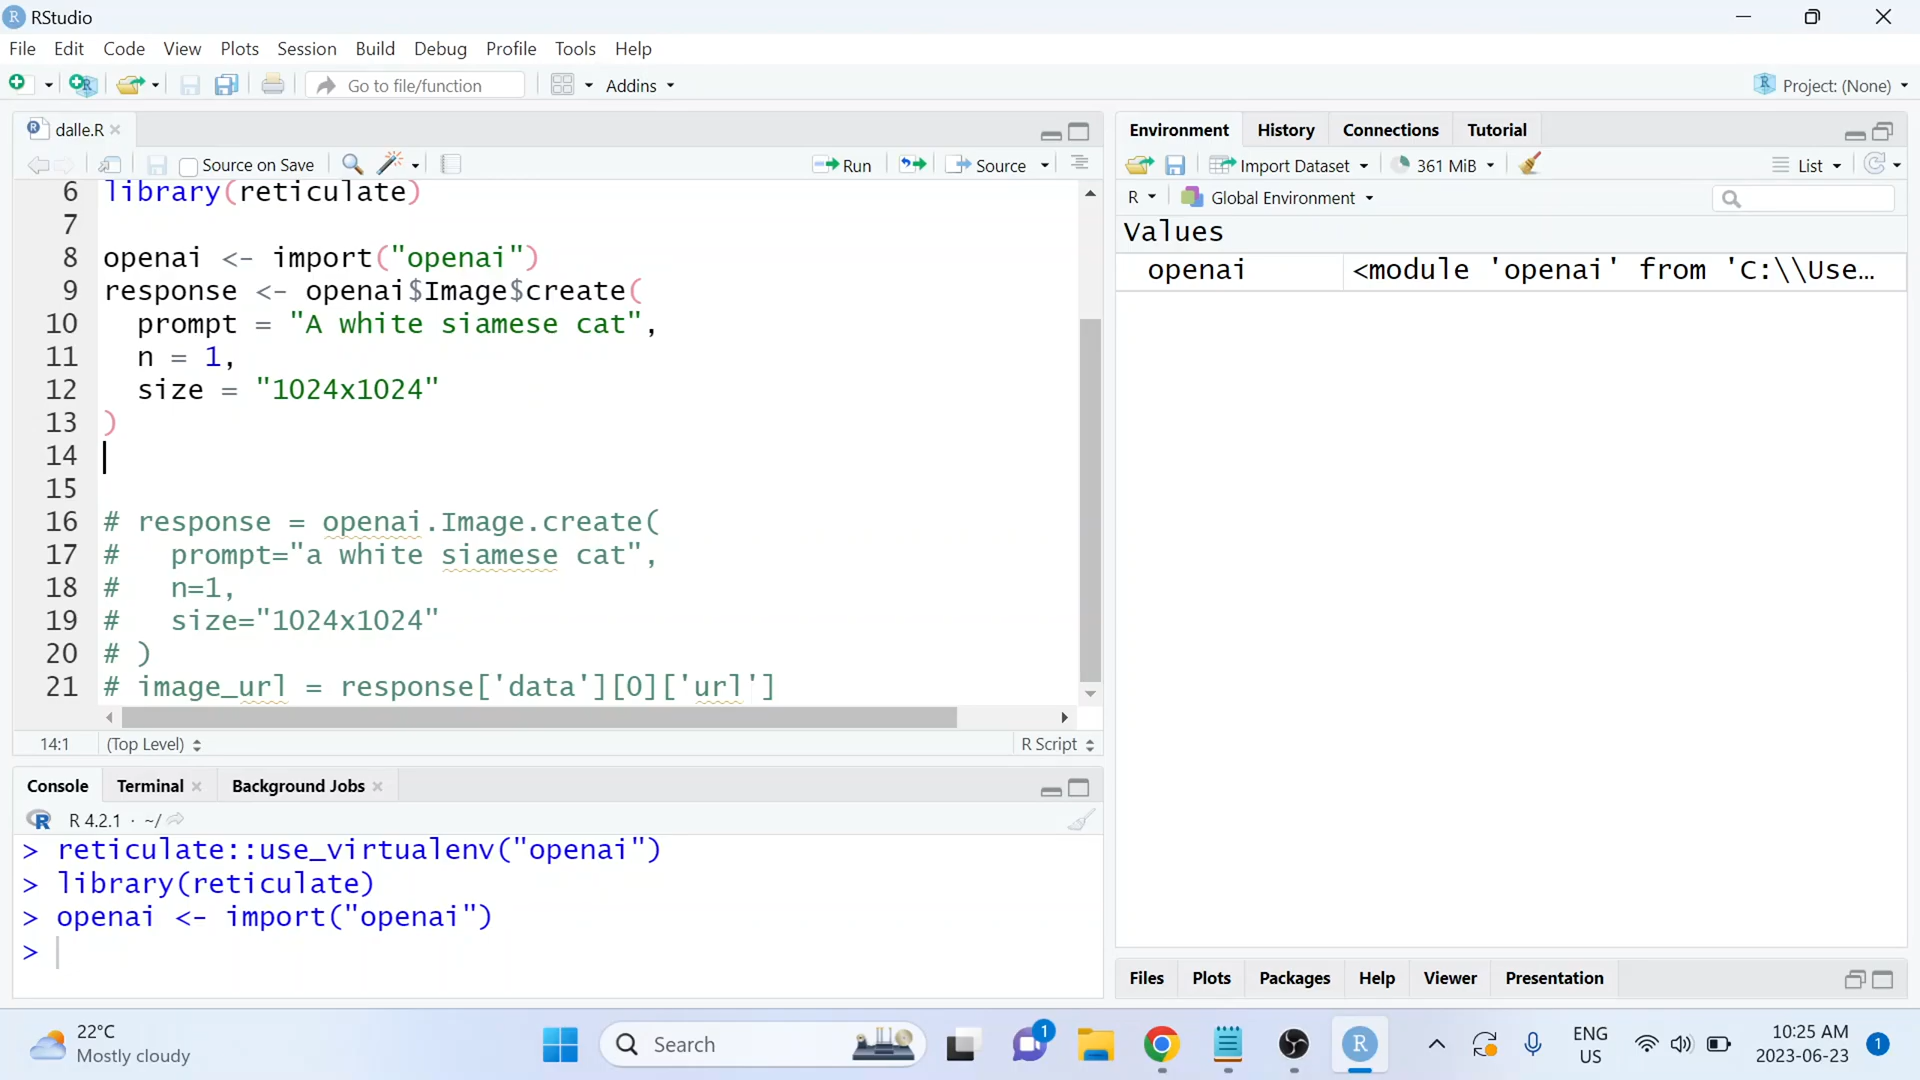 RStudio
File Edit Code View Plots Session Build Debug Profile Tools Help
Go to file/function Addins Project: (None)
dalle.R
Source on Save Run Source
6 library(reticulate)
7
8 openai <- import("openai")
9 response <- openai$Image$create(
10 prompt = "A white siamese cat",
11 n = 1,
12 size = "1024x1024"
13 )
14
15
16 # response = openai.Image.create(
17 # prompt="a white siamese cat",
18 # n=1,
19 # size="1024x1024"
20 # )
21 # image_url = response['data'][0]['url']
14:1 (Top Level) R Script
Console Terminal Background Jobs
R 4.2.1 · ~/
> reticulate::use_virtualenv("openai")
> library(reticulate)
> openai <- import("openai")
>
Environment History Connections Tutorial
Import Dataset 361 MiB List
R Global Environment
Values
openai <module 'openai' from 'C:\\Use...
Files Plots Packages Help Viewer Presentation
22°C
Mostly cloudy
Search
1
ENG
US
10:25 AM
2023-06-23
1